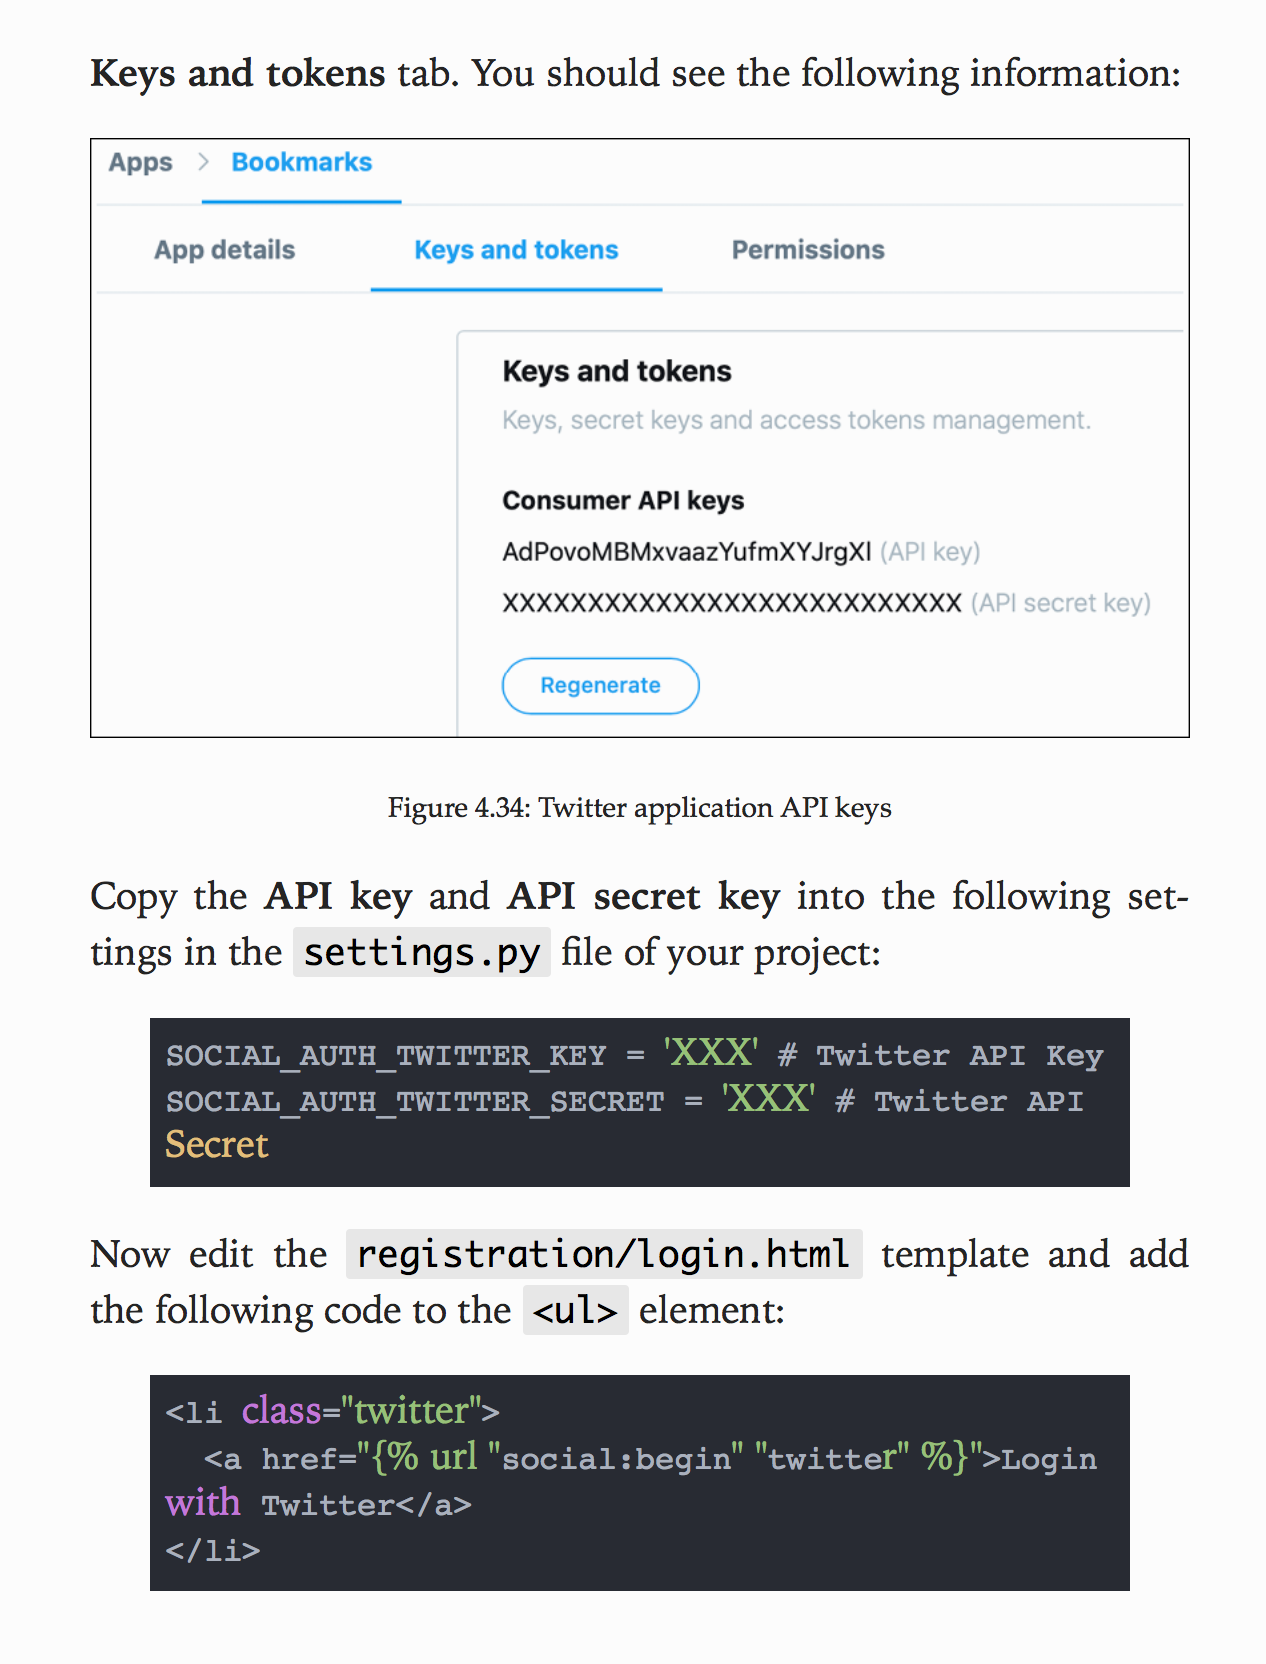 Keys and tokens tab. You should see the following information:
Apps > Bookmarks
App details Keys and tokens Permissions
Keys and tokens
Keys, secret keys and access tokens management.
Consumer API keys
AdPovoMBMxvaazYufmXYJrgXl (API key)
XXXXXXXXXXXXXXXXXXXXXXXXXXX (API secret key)
Regenerate
Figure 4.34: Twitter application API keys
Copy the API key and API secret key into the following set-
tings in the settings.py file of your project:
SOCIAL_AUTH_TWITTER_KEY = 'XXX' # Twitter API Key
SOCIAL_AUTH_TWITTER_SECRET = 'XXX' # Twitter API
Secret
Now edit the registration/login.html template and add
the following code to the <ul> element:
<li class="twitter">
  <a href="{% url "social:begin" "twitter" %}">Login
with Twitter</a>
</li>